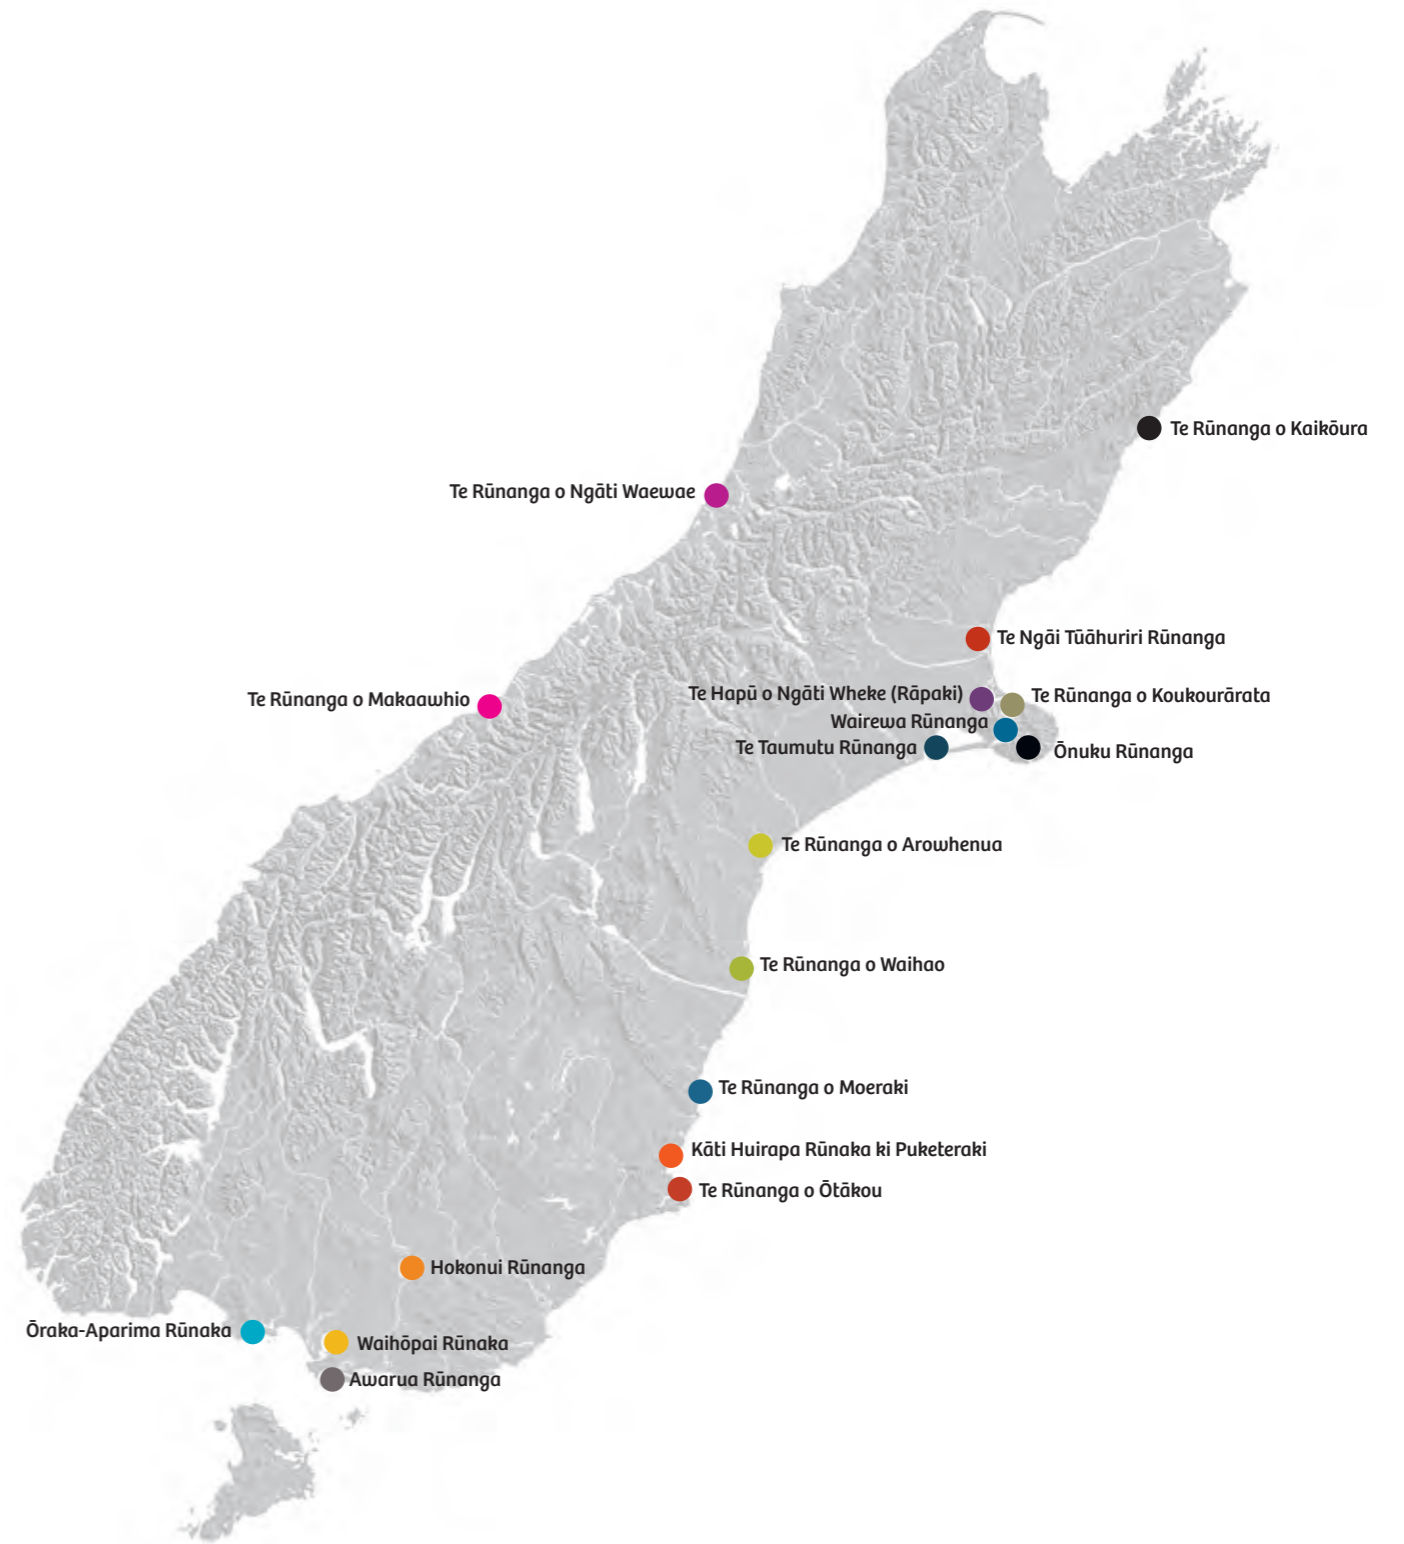 Te Rūnanga o Kaikōura
Te Rūnanga o Ngāti Waewae
Te Ngāi Tūāhuriri Rūnanga
Te Hapū o Ngāti Wheke (Rāpaki)
Te Rūnanga o Koukourārata
Te Rūnanga o Makaawhio
Wairewa Rūnanga
Te Taumutu Rūnanga
Ōnuku Rūnanga
Te Rūnanga o Arowhenua
Te Rūnanga o Waihao
Te Rūnanga o Moeraki
Kāti Huirapa Rūnaka ki Puketeraki
Te Rūnanga o Ōtākou
Hokonui Rūnanga
Ōraka-Aparima Rūnaka
Waihōpai Rūnaka
Awarua Rūnanga